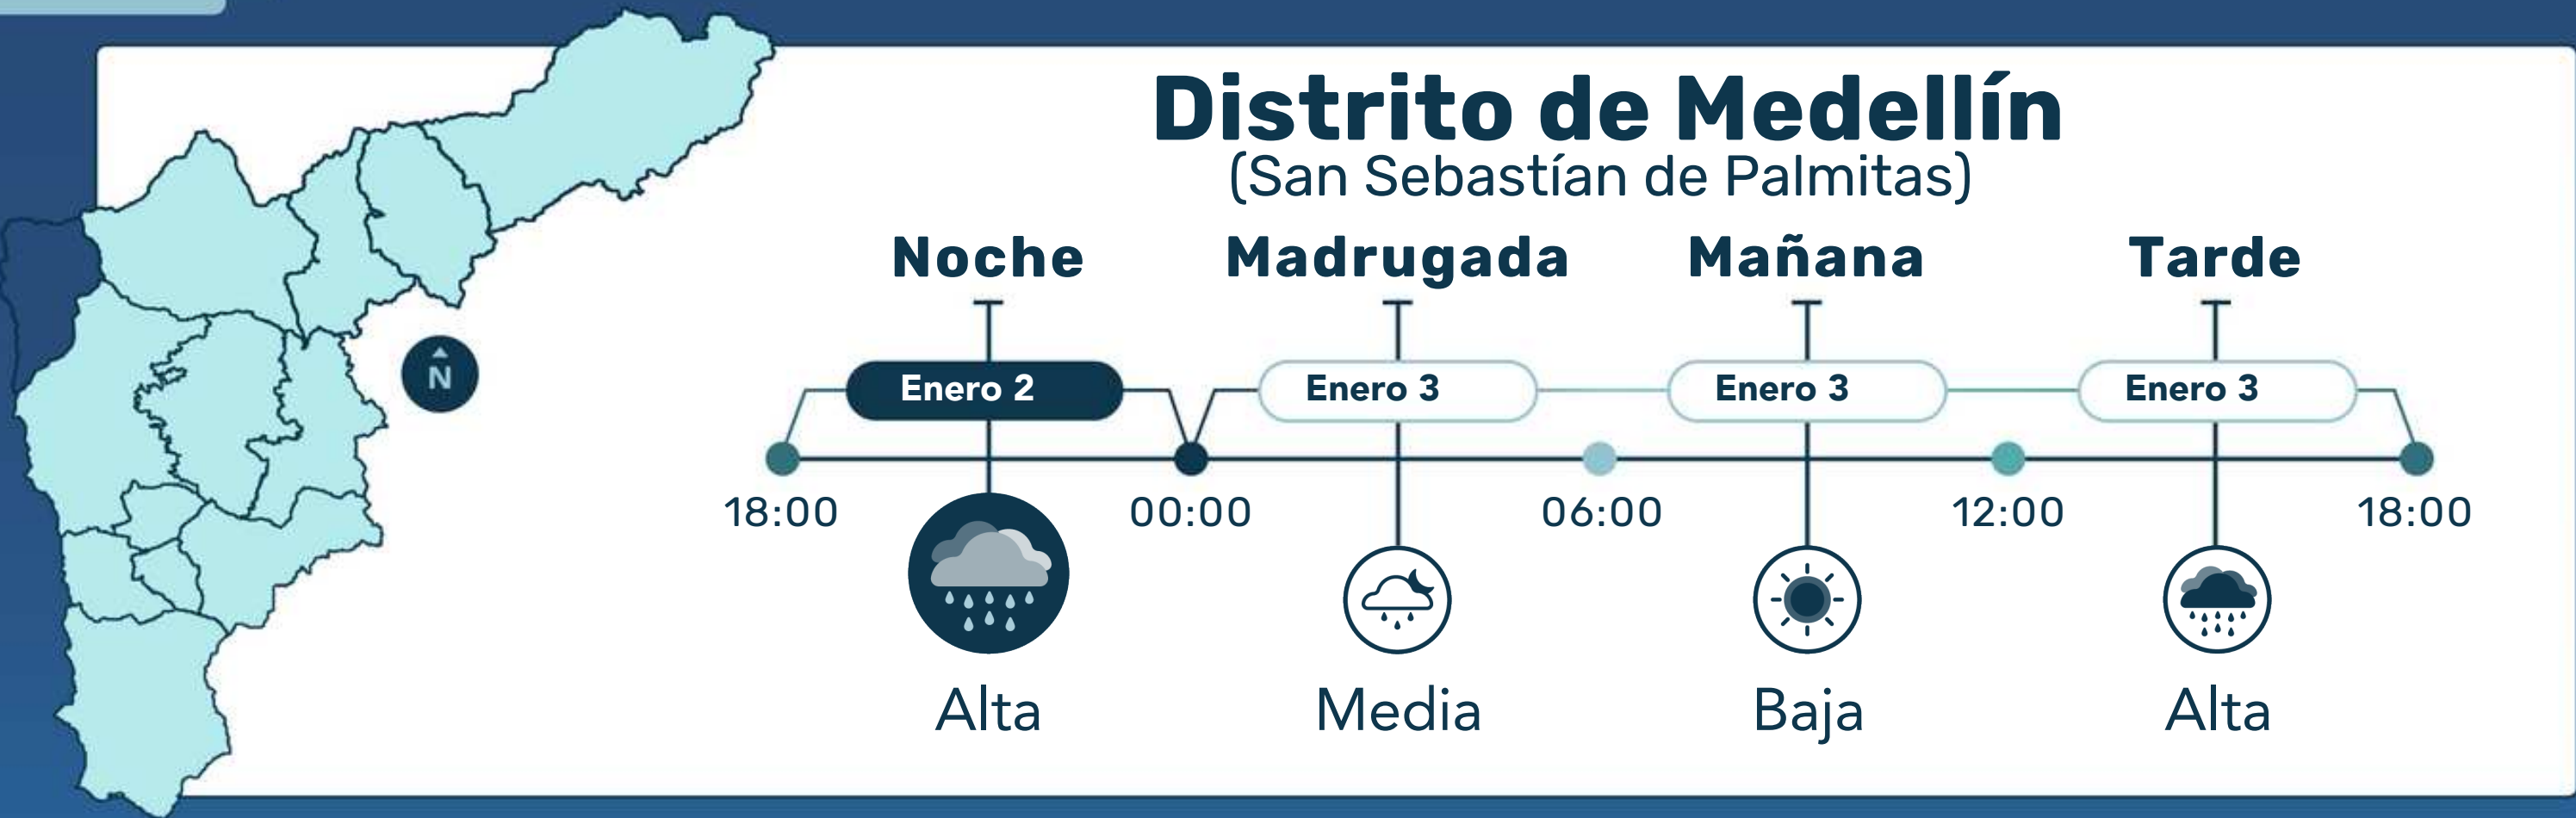 Distrito de Medellín
(San Sebastían de Palmitas)
Noche Madrugada Mañana Tarde
Enero 2 Enero 3 Enero 3 Enero 3
N
18:00 00:00 06:00 12:00 18:00
Alta Media Baja Alta